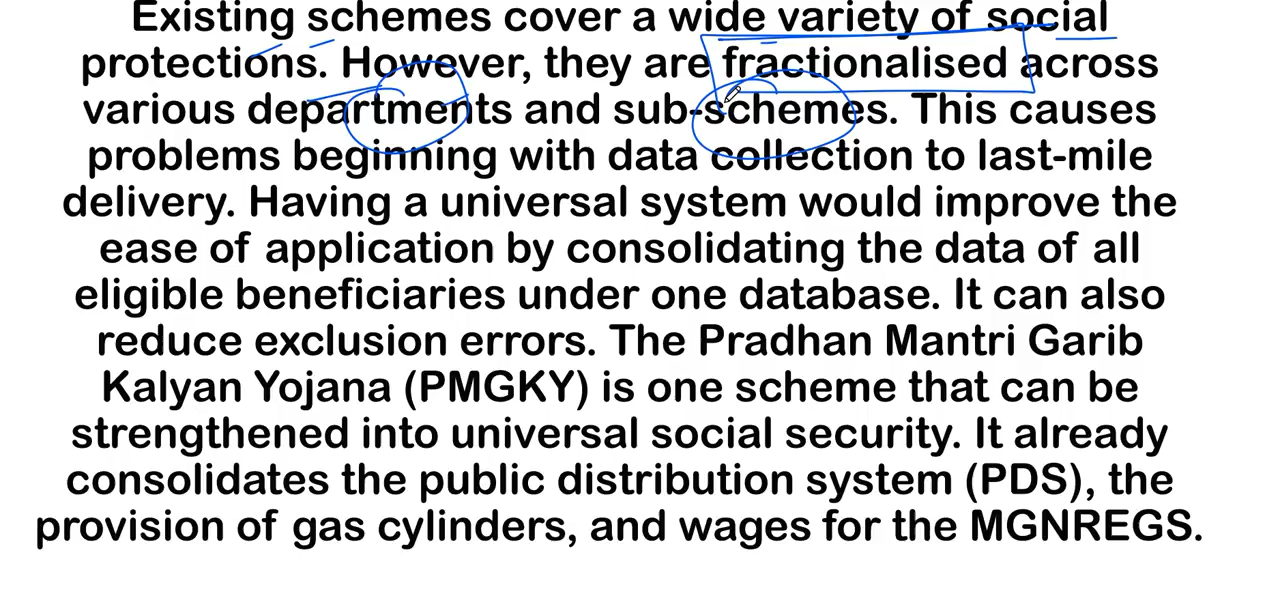 Existing schemes cover a wide variety of social
protections. However, they are fractionalised across
various departments and sub-schemes. This causes
problems beginning with data collection to last-mile
delivery. Having a universal system would improve the
ease of application by consolidating the data of all
eligible beneficiaries under one database. It can also
reduce exclusion errors. The Pradhan Mantri Garib
Kalyan Yojana (PMGKY) is one scheme that can be
strengthened into universal social security. It already
consolidates the public distribution system (PDS), the
provision of gas cylinders, and wages for the MGNREGS.